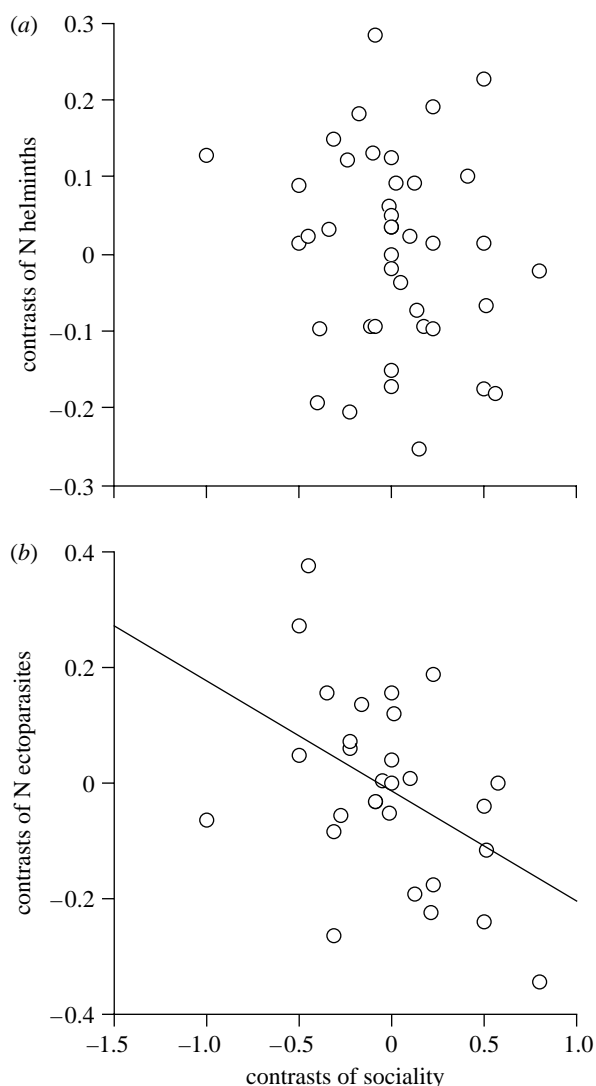 (a)
0.3
0.2
0.1
0
−0.1
−0.2
−0.3
contrasts of N helminths
(b)
0.4
0.2
0
−0.2
−0.4
contrasts of N ectoparasites
−1.5 −1.0 −0.5 0 0.5 1.0
contrasts of sociality